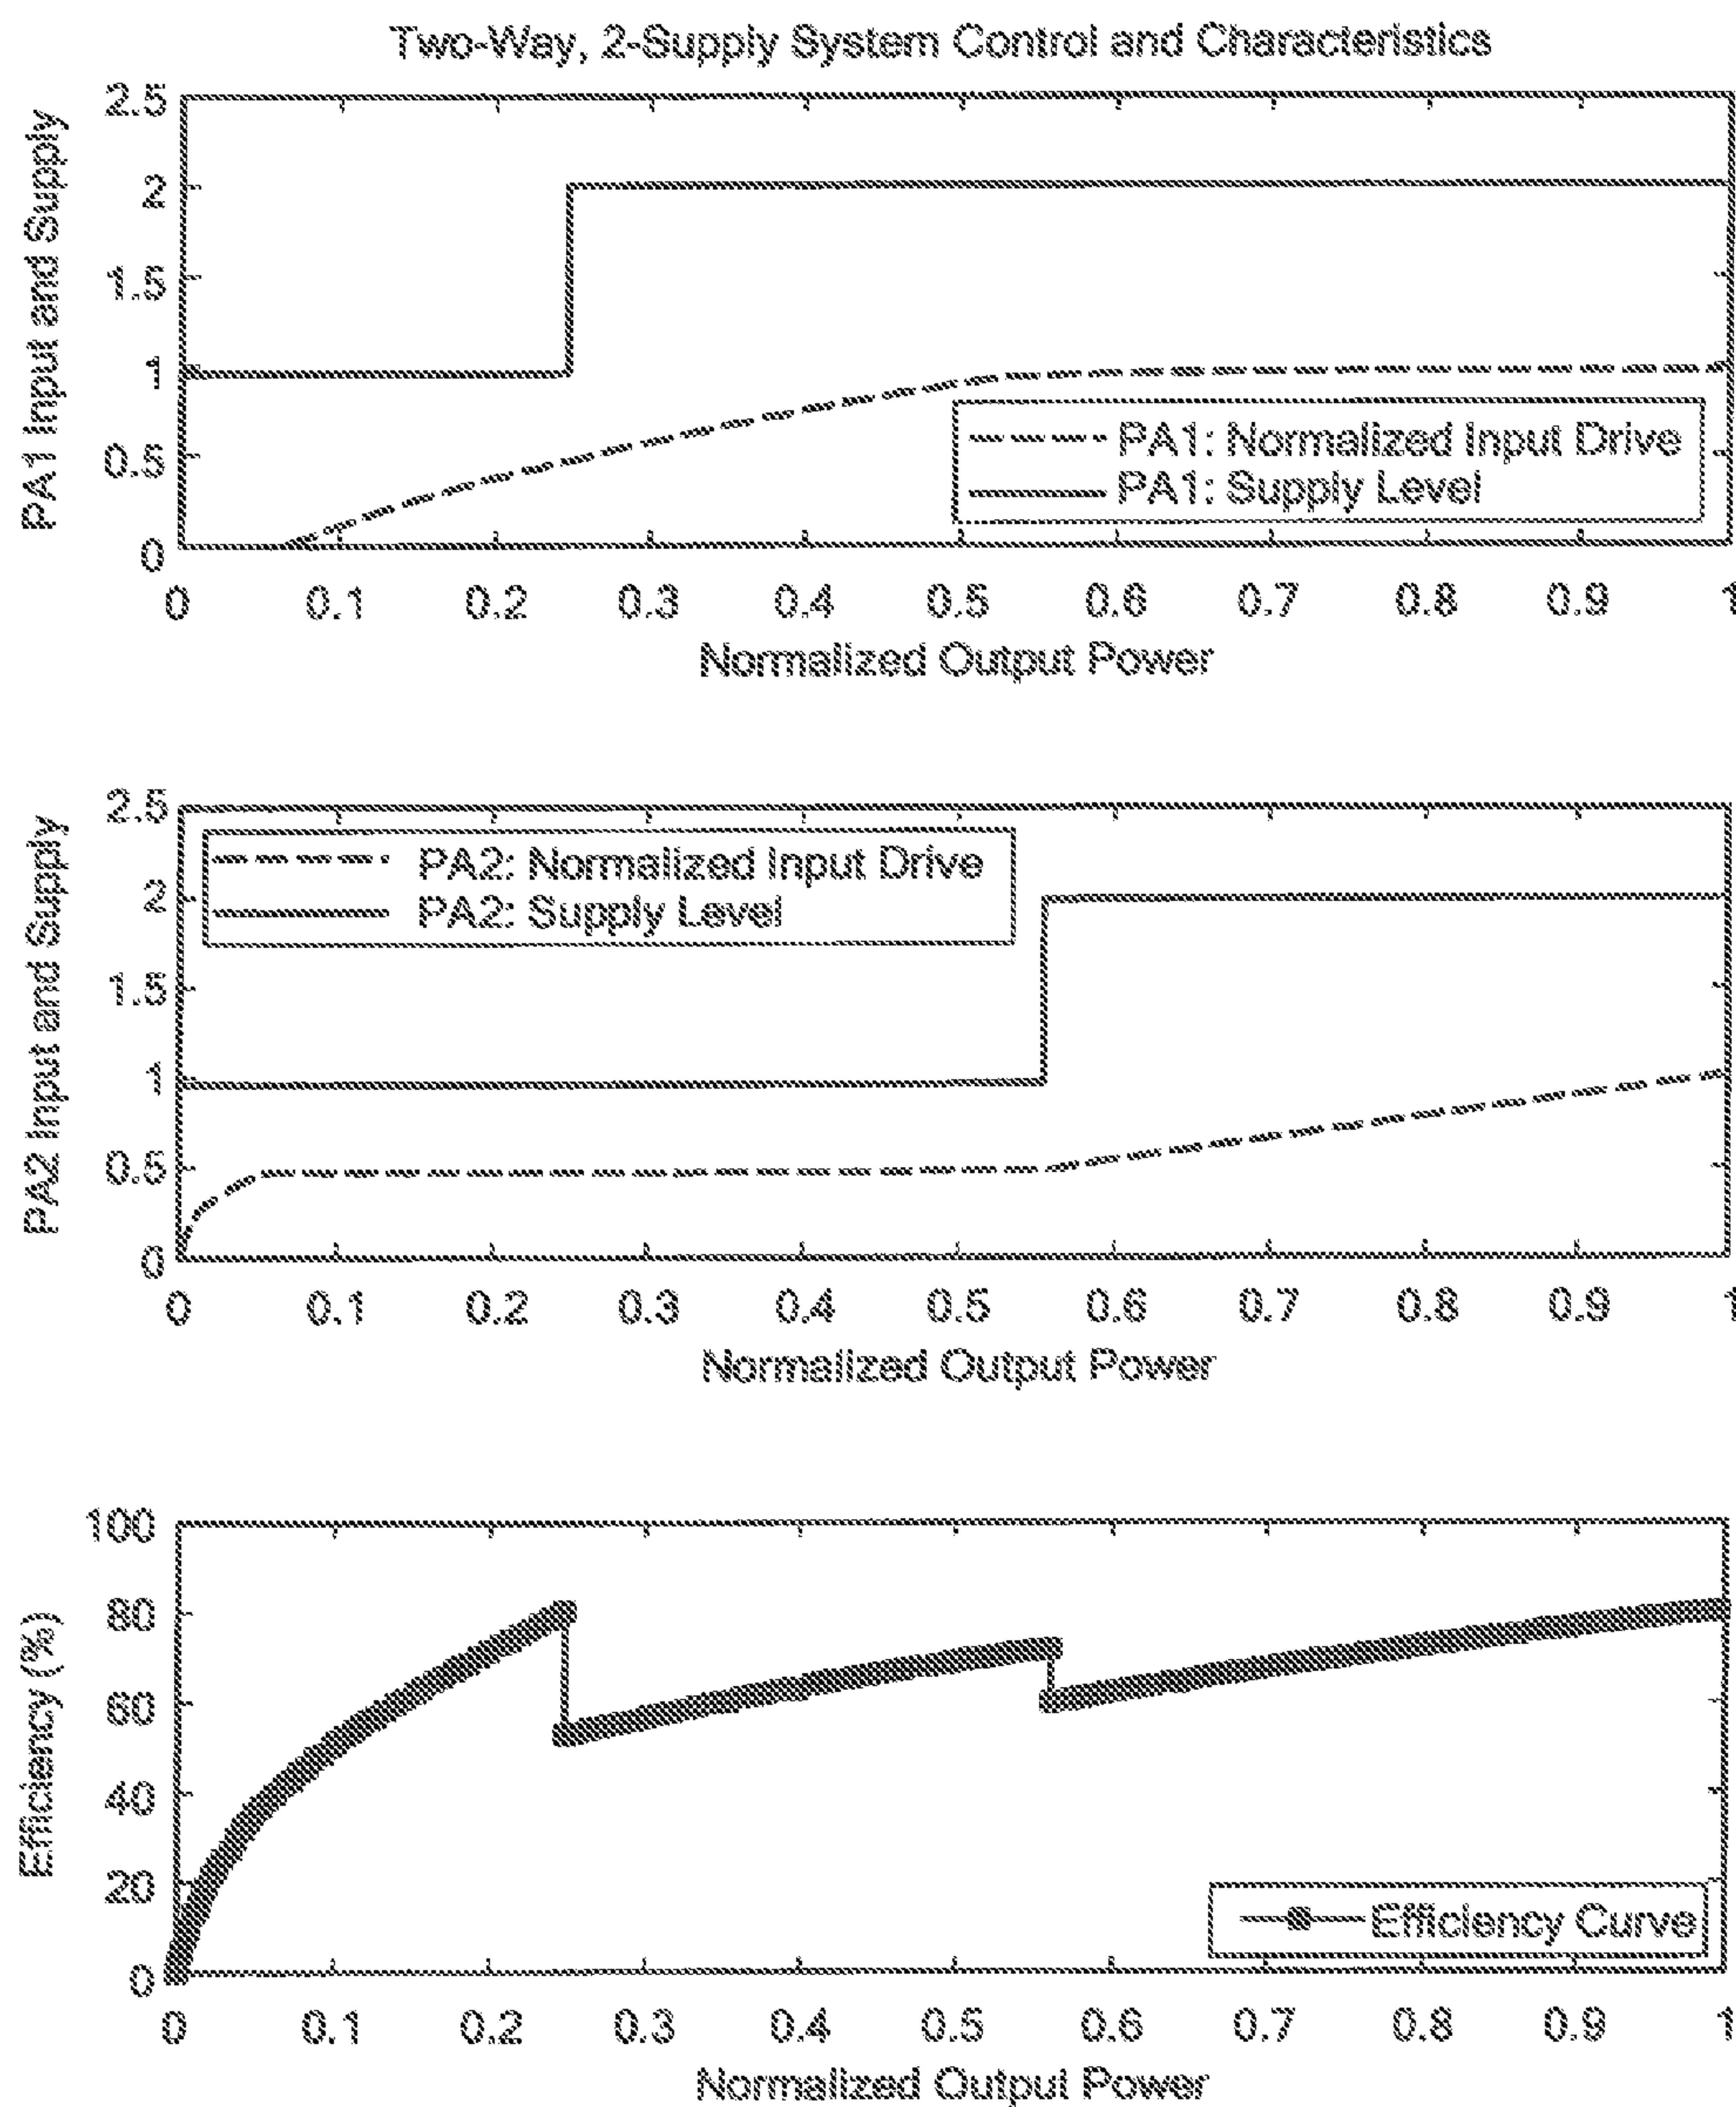 Two-Way, 2-Supply System Control and Characteristics
PA1 Input and Supply
2.5
2
1.5
1
0.5
0
PA1: Normalized Input Drive
PA1: Supply Level
0 0.1 0.2 0.3 0.4 0.5 0.6 0.7 0.8 0.9 1
Normalized Output Power
PA2 Input and Supply
2.5
2
1.5
1
0.5
0
PA2: Normalized Input Drive
PA2: Supply Level
0 0.1 0.2 0.3 0.4 0.5 0.6 0.7 0.8 0.9 1
Normalized Output Power
Efficiency (%)
100
80
60
40
20
0
Efficiency Curve
0 0.1 0.2 0.3 0.4 0.5 0.6 0.7 0.8 0.9 1
Normalized Output Power